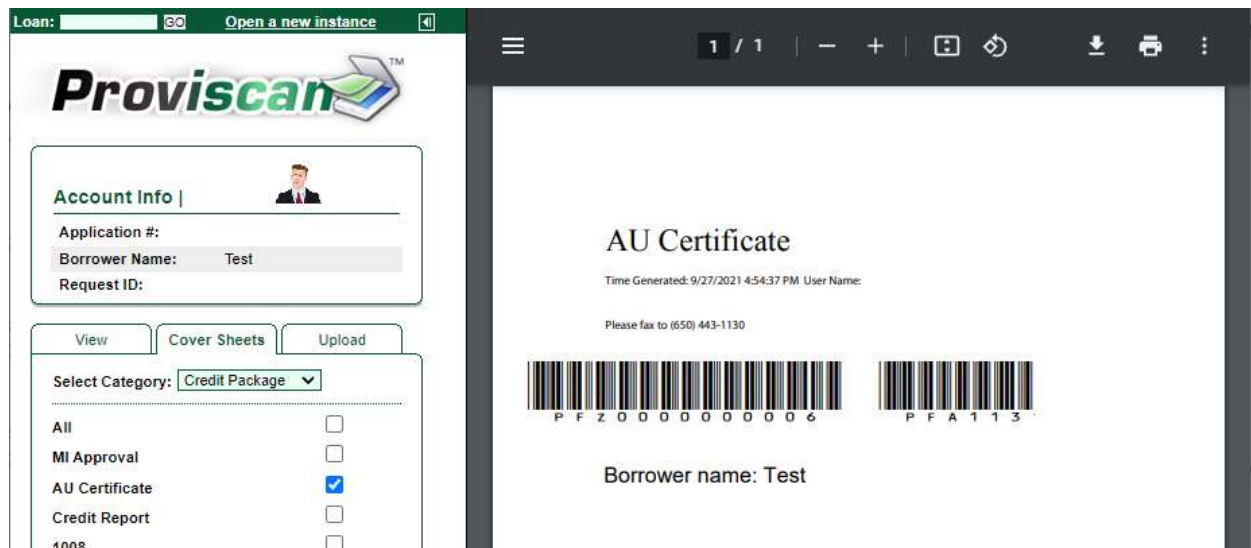 Loan: GO Open a new instance
Proviscan™
Account Info |
Application #:
Borrower Name: Test
Request ID:
View Cover Sheets Upload
Select Category: Credit Package
All
MI Approval
AU Certificate
Credit Report
1008
1 / 1
AU Certificate
Time Generated: 9/27/2021 4:54:37 PM User Name:
Please fax to (650) 443-1130
PFZ0000000006 PFA113
Borrower name: Test